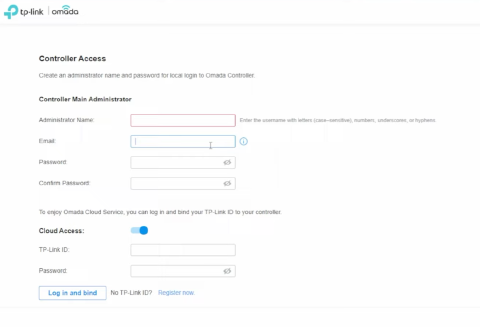 tp-link | omada
Controller Access
Create an administrator name and password for local login to Omada Controller.
Controller Main Administrator
Administrator Name:
Enter the username with letters (case-sensitive), numbers, underscores, or hyphens.
Email:
Password:
Confirm Password:
To enjoy Omada Cloud Service, you can log in and bind your TP-Link ID to your controller
Cloud Access:
TP-Link ID:
Password:
Log in and bind No TP-Link ID? Register now.